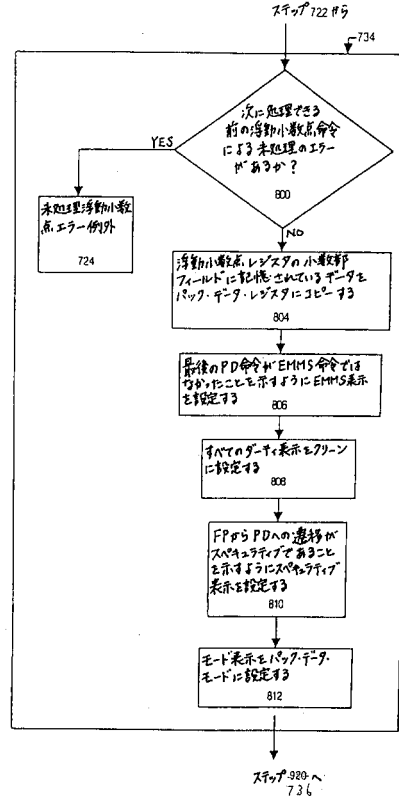 ステップ722から
734
次に処理できる
前の浮動小数点命令
による未処理のエラー
があるか?
800
YES
NO
未処理浮動小数
点エラー例外
724
浮動小数点レジスタの小数部
フィールドに記憶されているデータを
パック・データ・レジスタにコピーする
804
最後のPD命令がEMMS命令では
なかったことを示すようにEMMS表示
を設定する
806
すべてのダーティ表示をクリーン
に設定する
808
FPからPDへの遷移が
スペキュラティブであること
を示すようにスペキュラティブ
表示を設定する
810
モード表示をパック・データ・
モードに設定する
812
ステップ920へ
736